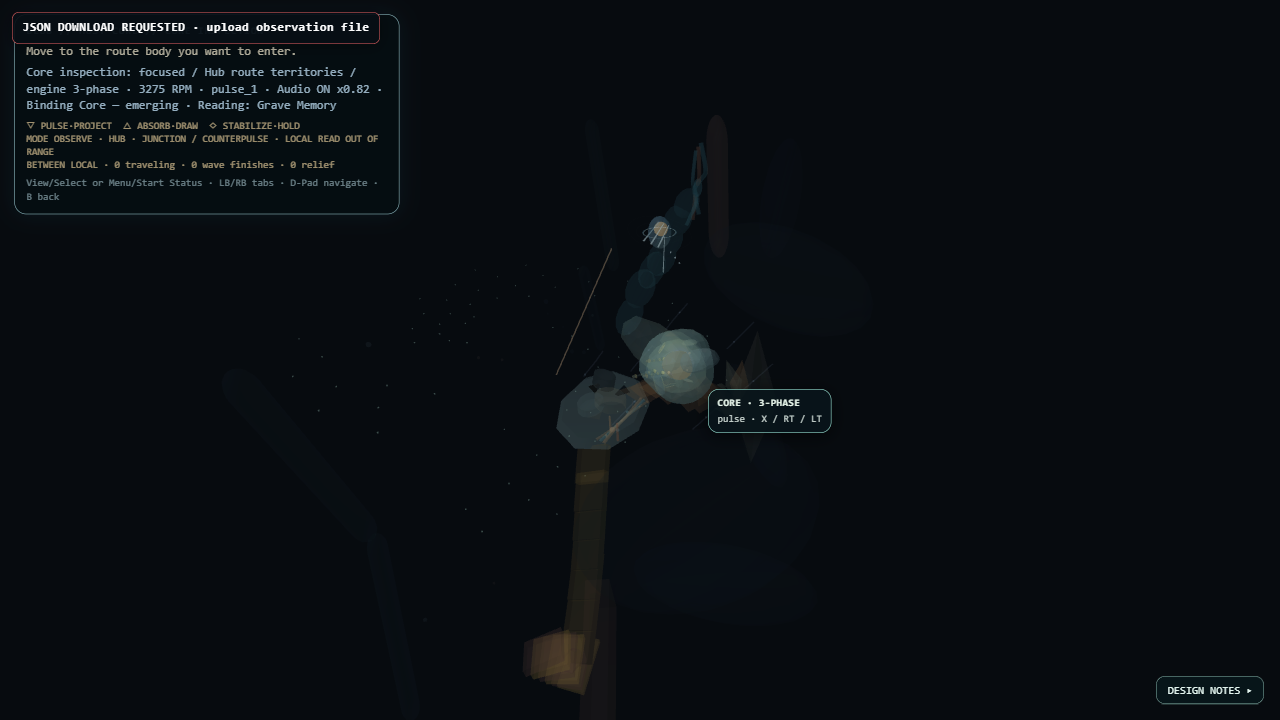 JSON DOWNLOAD REQUESTED · upload observation file
Move to the route body you want to enter.
Core inspection: focused / Hub route territories /
engine 3-phase · 3275 RPM · pulse_1 · Audio ON x0.82 ·
Binding Core — emerging · Reading: Grave Memory
▽ PULSE·PROJECT △ ABSORB·DRAW ◇ STABILIZE·HOLD
MODE OBSERVE · HUB · JUNCTION / COUNTERPULSE · LOCAL READ OUT OF
RANGE
BETWEEN LOCAL · 0 traveling · 0 wave finishes · 0 relief
View/Select or Menu/Start Status · LB/RB tabs · D-Pad navigate ·
B back
CORE · 3-PHASE
pulse · X / RT / LT
DESIGN NOTES ▸